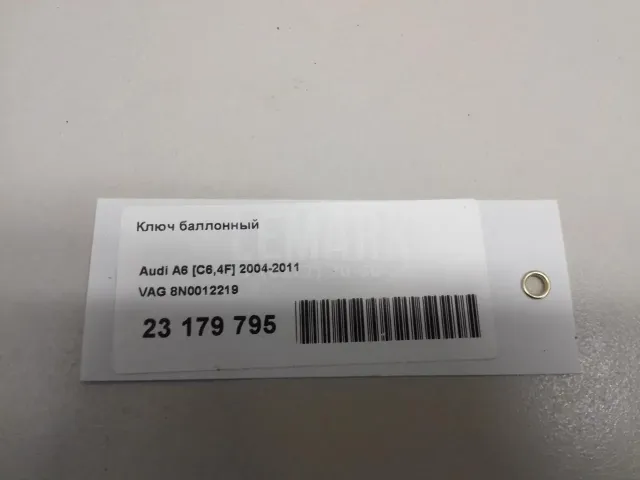 Ключ баллонный
Audi A6 [C6,4F] 2004-2011
VAG 8N0012219
23 179 795